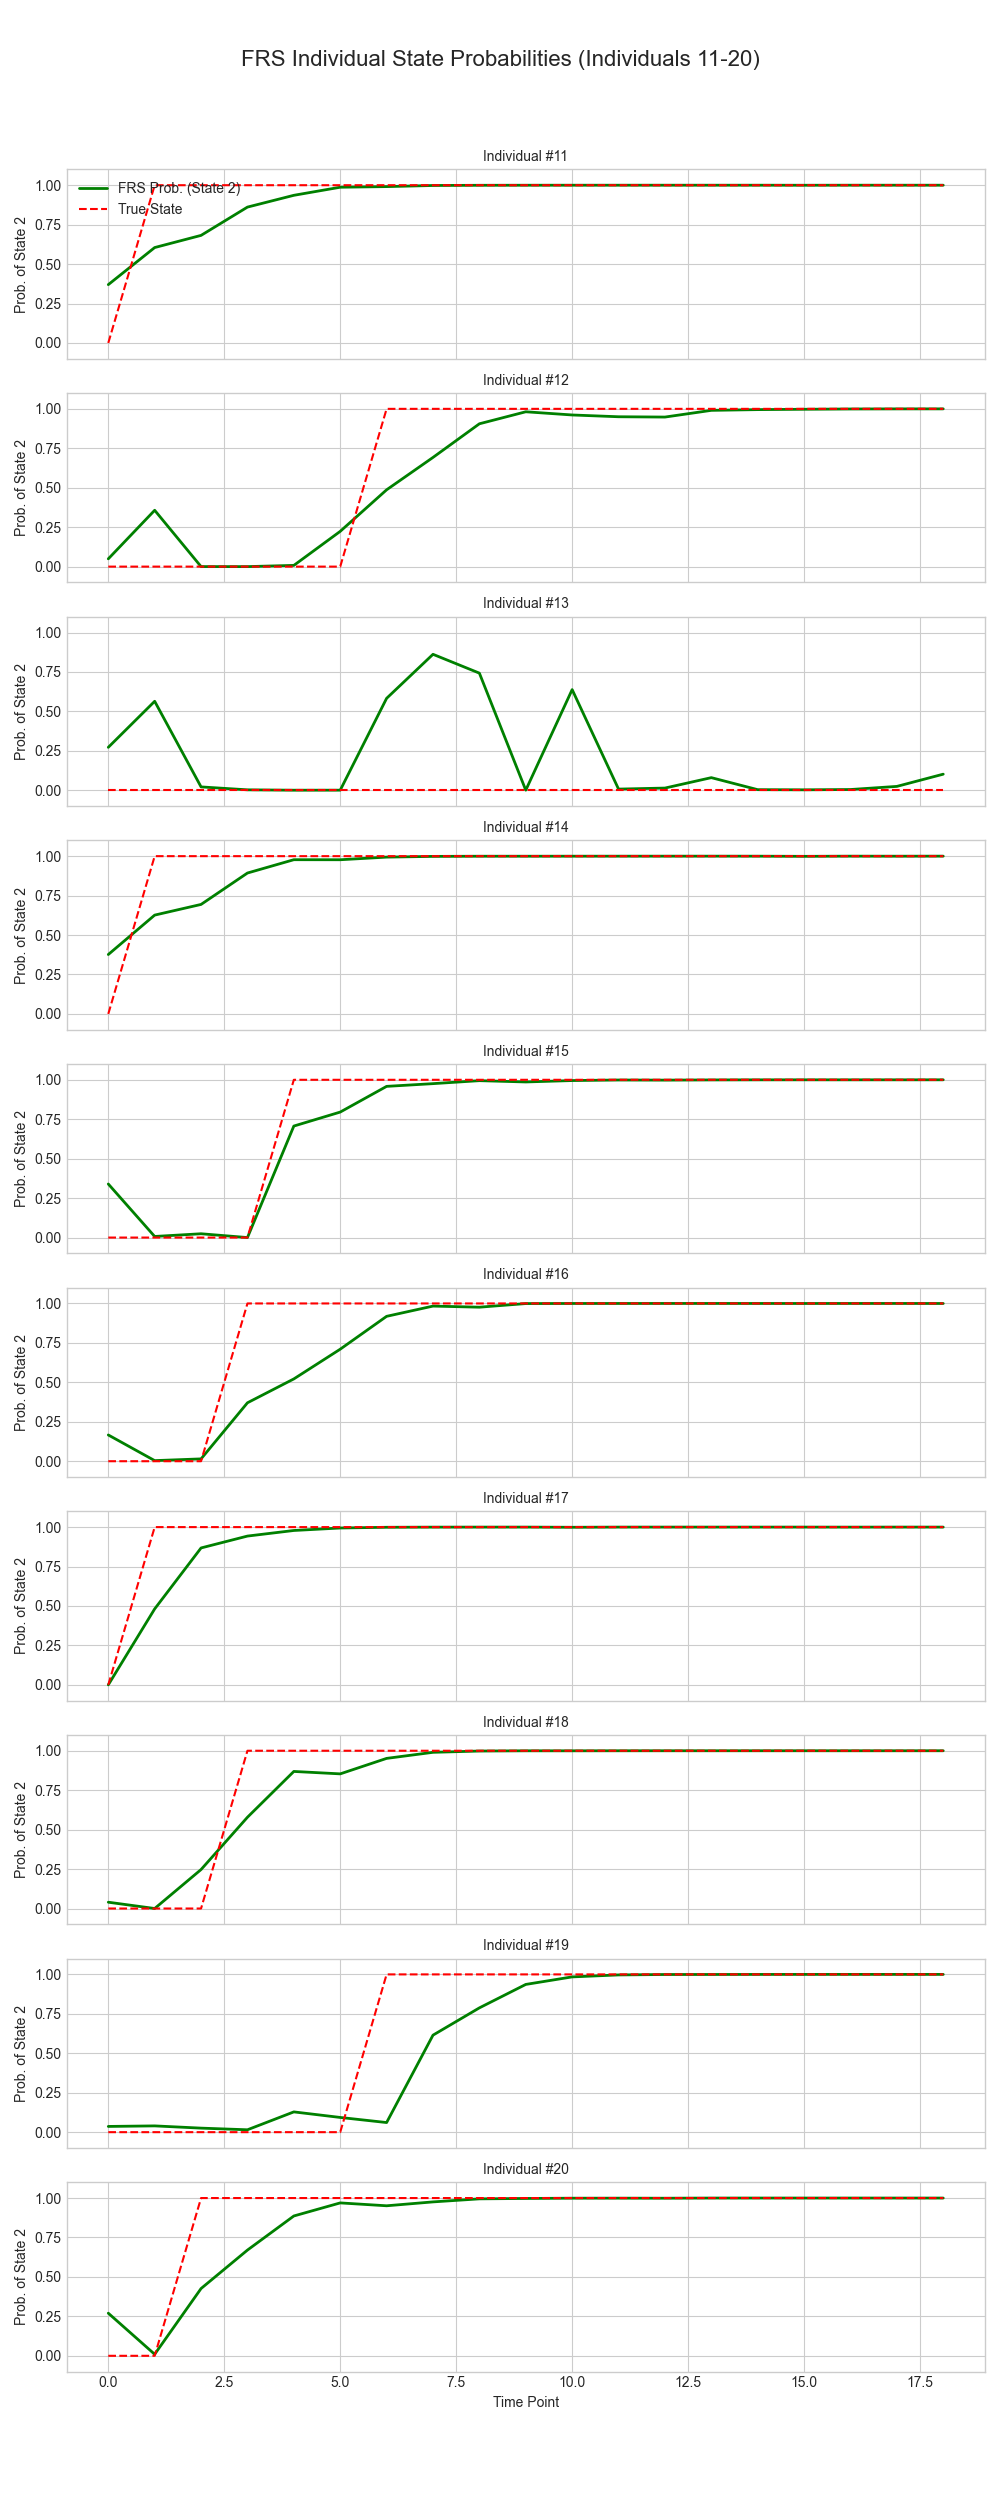 FRS Individual State Probabilities (Individuals 11-20)
Individual #11
FRS Prob. (State 2)
True State
1.00
0.75
0.50
0.25
0.00
Prob. of State 2
Individual #12
1.00
0.75
0.50
0.25
0.00
Prob. of State 2
Individual #13
1.00
0.75
0.50
0.25
0.00
Prob. of State 2
Individual #14
1.00
0.75
0.50
0.25
0.00
Prob. of State 2
Individual #15
1.00
0.75
0.50
0.25
0.00
Prob. of State 2
Individual #16
1.00
0.75
0.50
0.25
0.00
Prob. of State 2
Individual #17
1.00
0.75
0.50
0.25
0.00
Prob. of State 2
Individual #18
1.00
0.75
0.50
0.25
0.00
Prob. of State 2
Individual #19
1.00
0.75
0.50
0.25
0.00
Prob. of State 2
Individual #20
1.00
0.75
0.50
0.25
0.00
Prob. of State 2
0.0 2.5 5.0 7.5 10.0 12.5 15.0 17.5
Time Point